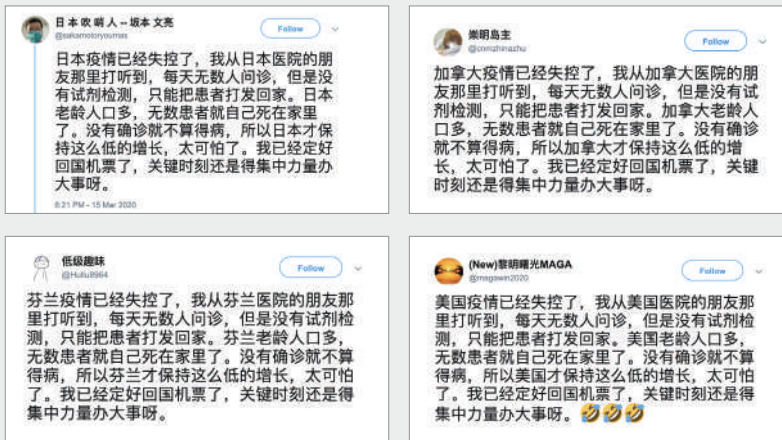 日本吹哨人--坂本文亮
@sakamotoryoumas
Follow
日本疫情已经失控了，我从日本医院的朋
友那里打听到，每天无数人问诊，但是没
有试剂检测，只能把患者打发回家。日本
老龄人口多，无数患者就自己死在家里
了。没有确诊就不算得病，所以日本才保
持这么低的增长，太可怕了。我已经定好
回国机票了，关键时刻还是得集中力量办
大事呀。
6:21 PM - 15 Mar 2020
崇明岛主
@cnmzhinazhu
Follow
加拿大疫情已经失控了，我从加拿大医院的朋
友那里打听到，每天无数人问诊，但是没有试
剂检测，只能把患者打发回家。加拿大老龄人
口多，无数患者就自己死在家里了。没有确诊
就不算得病，所以加拿大才保持这么低的增
长，太可怕了。我已经定好回国机票了，关键
时刻还是得集中力量办大事呀。
低级趣味
@Hullu8964
Follow
芬兰疫情已经失控了，我从芬兰医院的朋友那
里打听到，每天无数人问诊，但是没有试剂检
测，只能把患者打发回家。芬兰老龄人口多，
无数患者就自己死在家里了。没有确诊就不算
得病，所以芬兰才保持这么低的增长，太可怕
了。我已经定好回国机票了，关键时刻还是得
集中力量办大事呀。
(New)黎明曙光MAGA
@magawin2020
Follow
美国疫情已经失控了，我从美国医院的朋友那
里打听到，每天无数人问诊，但是没有试剂检
测，只能把患者打发回家。美国老龄人口多，
无数患者就自己死在家里了。没有确诊就不算
得病，所以美国才保持这么低的增长，太可怕
了。我已经定好回国机票了，关键时刻还是得
集中力量办大事呀。🤣🤣🤣